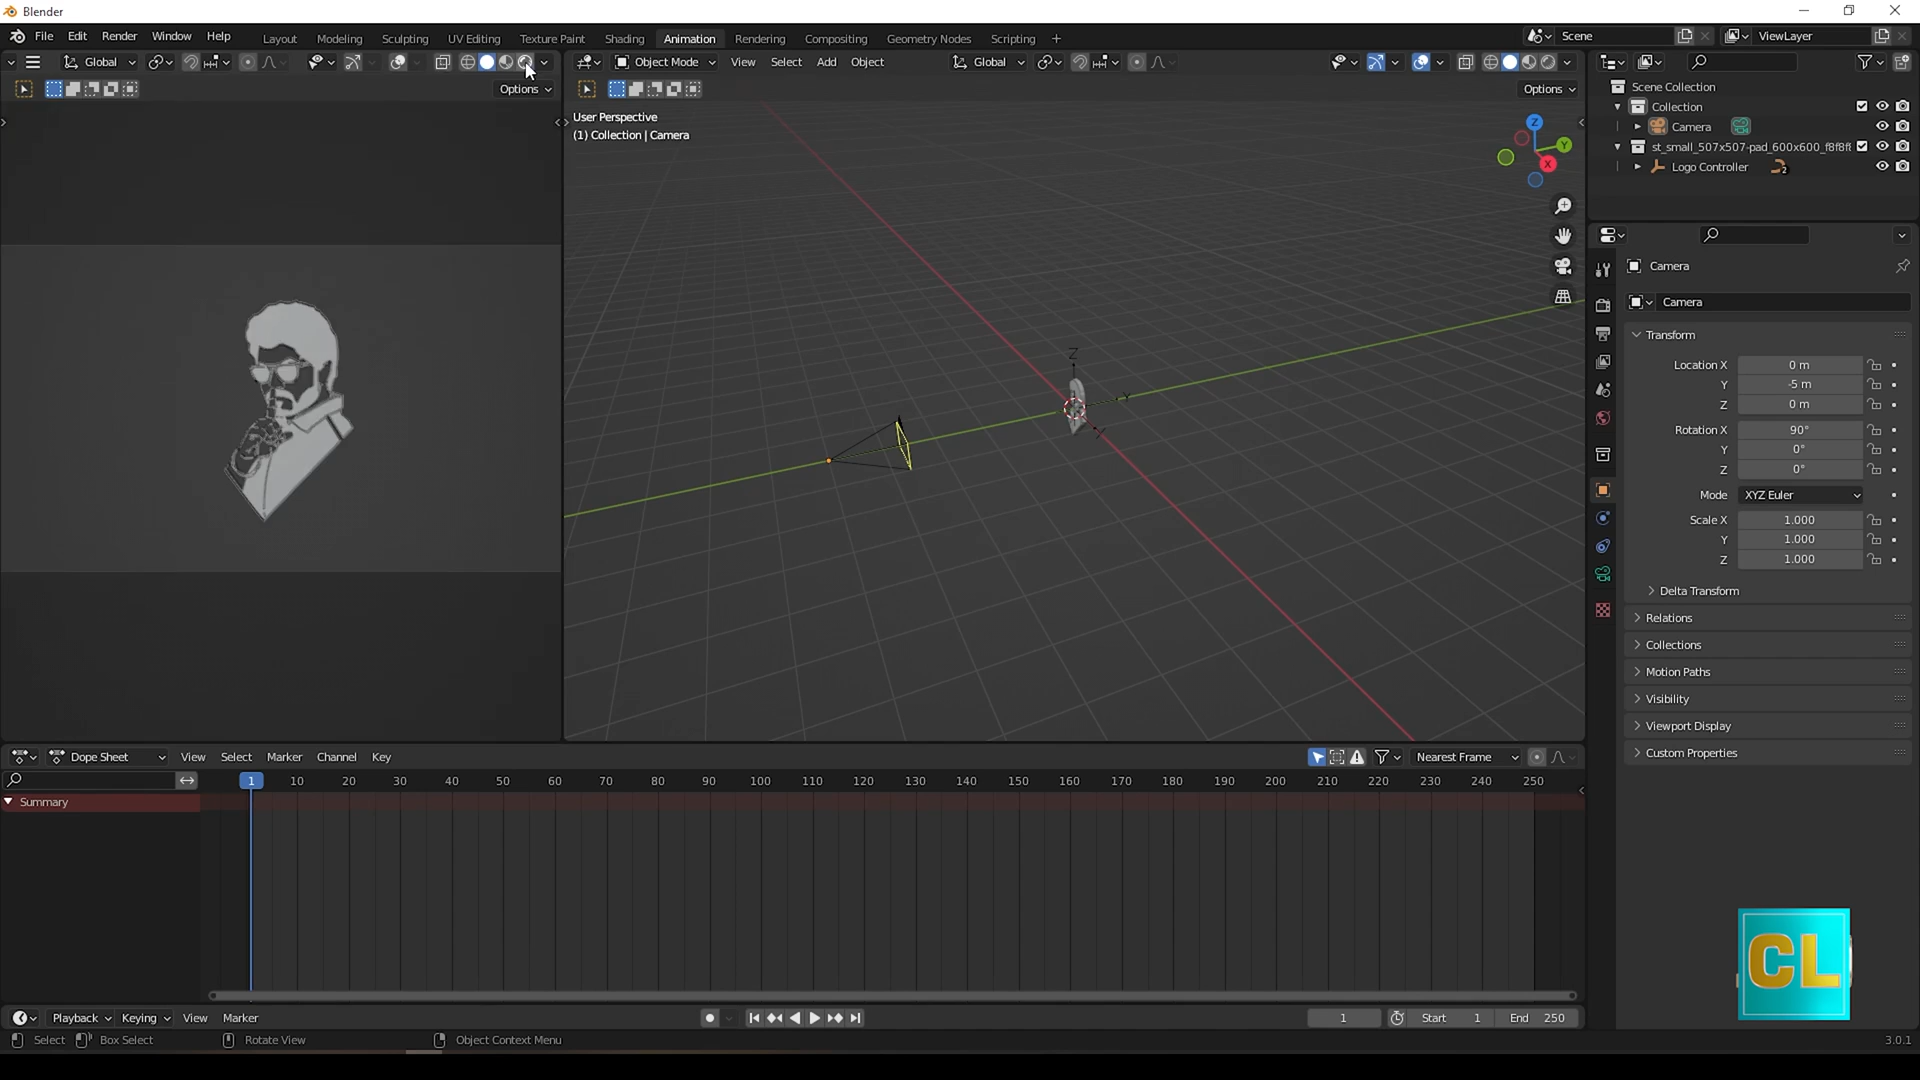 Blender
File Edit Render Window Help
Layout Modeling Sculpting UV Editing Texture Paint Shading Animation Rendering Compositing Geometry Nodes Scripting +
Scene
ViewLayer
Global
Object Mode View Select Add Object
Global
Options
Options
User Perspective
(1) Collection | Camera
Z
Y
X
Z
Y
Scene Collection
Collection
Camera
st_small_507x507-pad_600x600_f8f8f8
Logo Controller
2
Camera
Camera
Transform
Location X 0 m
Y -5 m
Z 0 m
Rotation X 90°
Y 0°
Z 0°
Mode XYZ Euler
Scale X 1.000
Y 1.000
Z 1.000
Delta Transform
Relations
Collections
Motion Paths
Visibility
Viewport Display
Custom Properties
Dope Sheet View Select Marker Channel Key
Nearest Frame
1 10 20 30 40 50 60 70 80 90 100 110 120 130 140 150 160 170 180 190 200 210 220 230 240 250
Summary
CL
Playback Keying View Marker
1 Start 1 End 250
Select Box Select Rotate View Object Context Menu
3.0.1